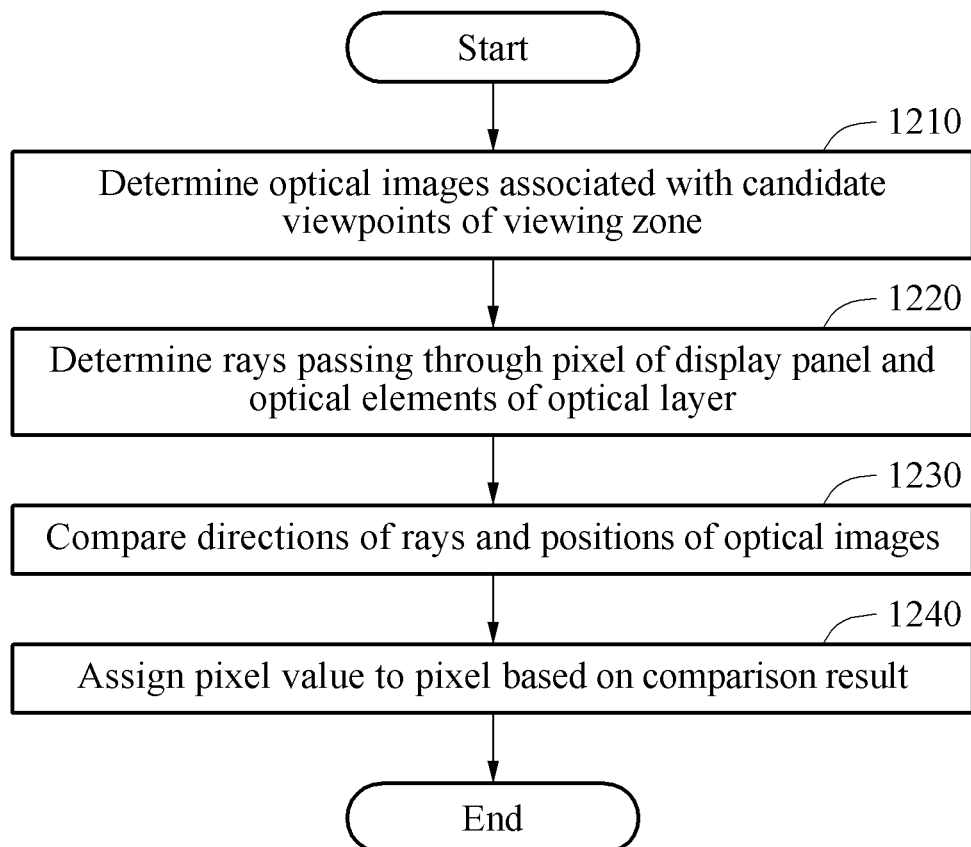 Start
1210
Determine optical images associated with candidate
viewpoints of viewing zone
1220
Determine rays passing through pixel of display panel and
optical elements of optical layer
1230
Compare directions of rays and positions of optical images
1240
Assign pixel value to pixel based on comparison result
End